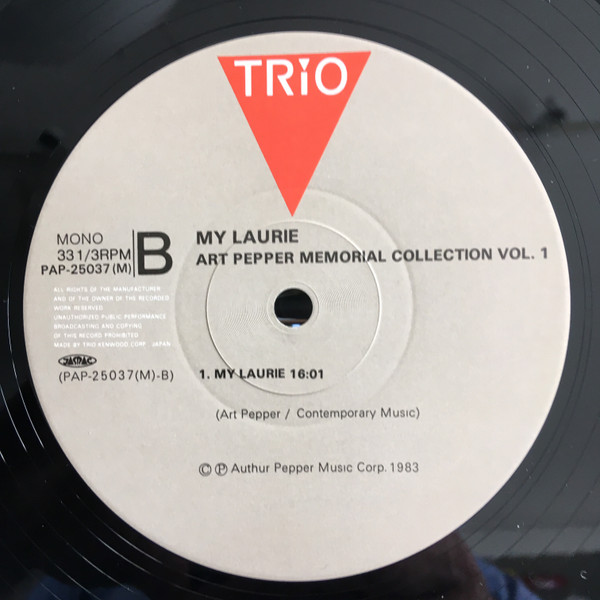 TRiO
MONO
33 1/3RPM
PAP-25037(M)
B
MY LAURIE
ART PEPPER MEMORIAL COLLECTION VOL. 1
ALL RIGHTS OF THE MANUFACTURER
AND OF THE OWNER OF THE RECORDED
WORK RESERVED
UNAUTHORIZED PUBLIC PERFORMANCE
BROADCASTING AND COPYING
OF THIS RECORD PROHIBITED
MADE BY TRIO KENWOOD CORP. JAPAN
JASRAC
(PAP-25037(M)-B)
1. MY LAURIE 16:01
(Art Pepper / Contemporary Music)
© ℗ Authur Pepper Music Corp. 1983